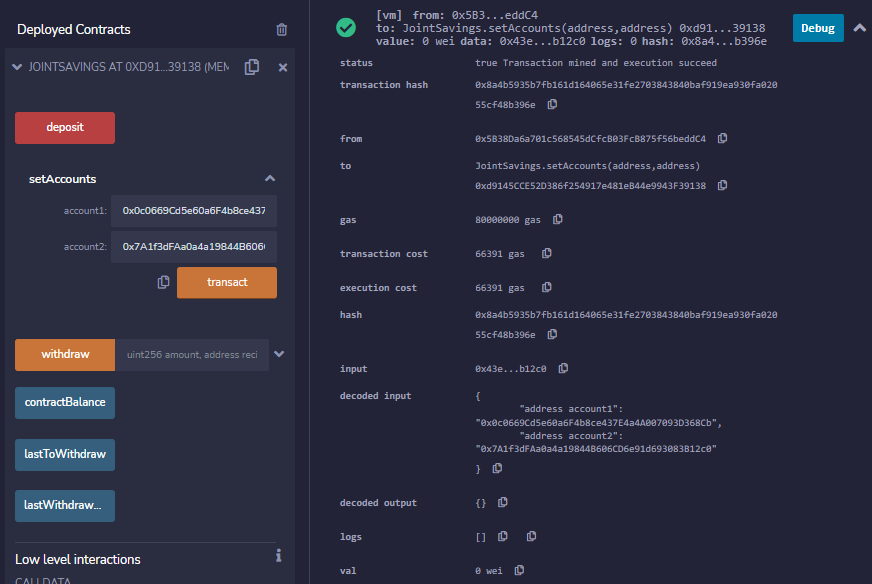 Deployed Contracts
JOINTSAVINGS AT 0XD91...39138 (MEM
deposit
setAccounts
account1: 0x0c0669Cd5e60a6F4b8ce437
account2: 0x7A1f3dFAa0a4a19844B606
transact
withdraw uint256 amount, address reci
contractBalance
lastToWithdraw
lastWithdraw...
Low level interactions
CALLDATA
[vm] from: 0x5B3...eddC4
to: JointSavings.setAccounts(address,address) 0xd91...39138
value: 0 wei data: 0x43e...b12c0 logs: 0 hash: 0x8a4...b396e
Debug
status true Transaction mined and execution succeed
transaction hash 0x8a4b5935b7fb161d164065e31fe2703843840baf919ea930fa020
55cf48b396e
from 0x5B38Da6a701c568545dCfcB03FcB875f56beddC4
to JointSavings.setAccounts(address,address)
0xd9145CCE52D386f254917e481eB44e9943F39138
gas 80000000 gas
transaction cost 66391 gas
execution cost 66391 gas
hash 0x8a4b5935b7fb161d164065e31fe2703843840baf919ea930fa020
55cf48b396e
input 0x43e...b12c0
decoded input {
"address account1":
"0x0c0669Cd5e60a6F4b8ce437E4a4A007093D368Cb",
"address account2":
"0x7A1f3dFAa0a4a19844B606CD6e91d693083B12c0"
}
decoded output {}
logs []
val 0 wei